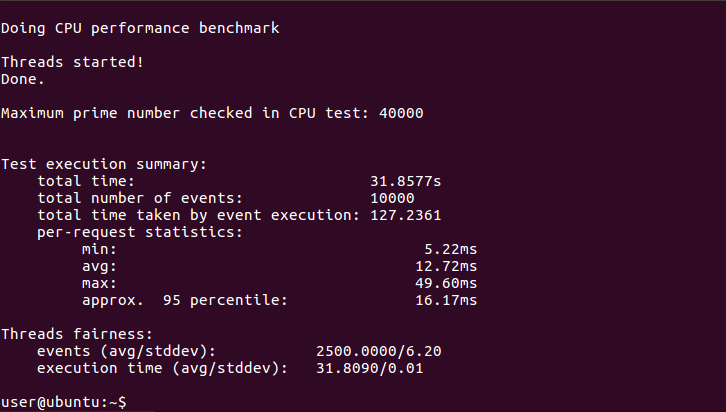 Doing CPU performance benchmark
Threads started!
Done.
Maximum prime number checked in CPU test: 40000
Test execution summary:
total time: 31.8577s
total number of events: 10000
total time taken by event execution: 127.2361
per-request statistics:
min: 5.22ms
avg: 12.72ms
max: 49.60ms
approx. 95 percentile: 16.17ms
Threads fairness:
events (avg/stddev): 2500.0000/6.20
execution time (avg/stddev): 31.8090/0.01
user@ubuntu:~$